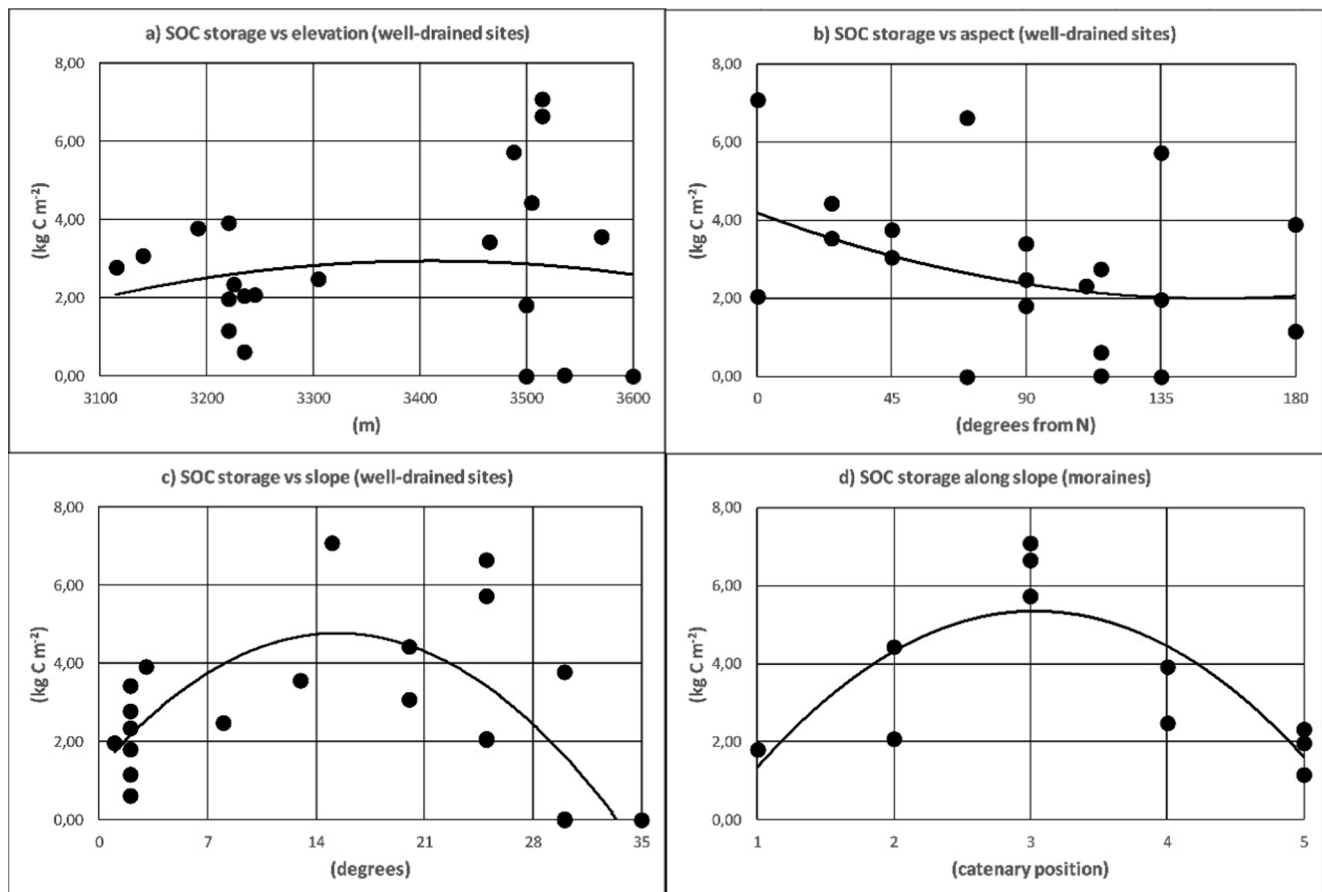 a) SOC storage vs elevation (well-drained sites)
8,00
6,00
4,00
2,00
0,00
(kg C m⁻²)
3100 3200 3300 3400 3500 3600
(m)
b) SOC storage vs aspect (well-drained sites)
8,00
6,00
4,00
2,00
0,00
(kg C m⁻²)
0 45 90 135 180
(degrees from N)
c) SOC storage vs slope (well-drained sites)
8,00
6,00
4,00
2,00
0,00
(kg C m⁻²)
0 7 14 21 28 35
(degrees)
d) SOC storage along slope (moraines)
8,00
6,00
4,00
2,00
0,00
(kg C m⁻²)
1 2 3 4 5
(catenary position)